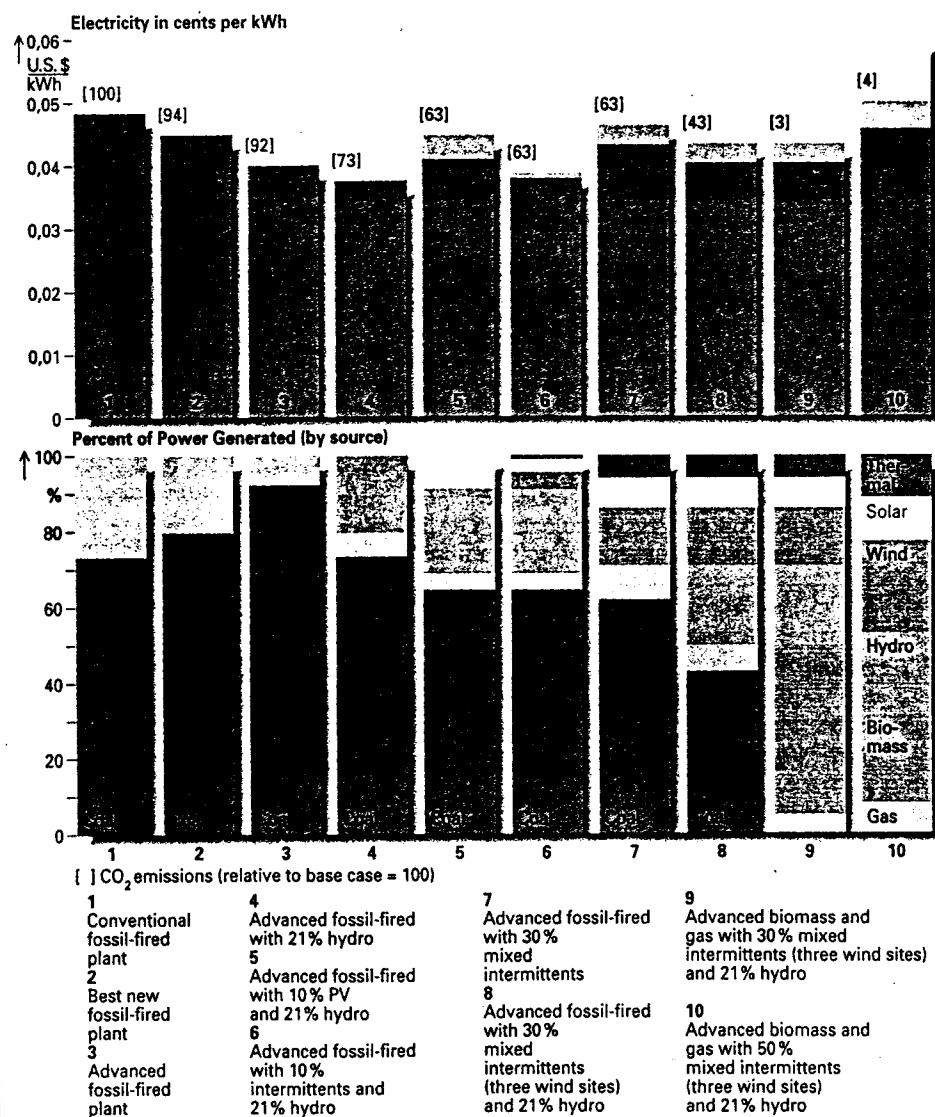 Electricity in cents per kWh
0,06
U.S. $
kWh
0,05
0,04
0,03
0,02
0,01
0
[100]
[94]
[92]
[73]
[63]
[63]
[63]
[43]
[3]
[4]
1 2 3 4 5 6 7 8 9 10
Percent of Power Generated (by source)
100
%
80
60
40
20
0
Ther-
mal
Solar
Wind
Hydro
Bio-
mass
Gas
Coal
1 2 3 4 5 6 7 8 9 10
[ ] CO2 emissions (relative to base case = 100)
1
Conventional
fossil-fired
plant
2
Best new
fossil-fired
plant
3
Advanced
fossil-fired
plant
4
Advanced fossil-fired
with 21% hydro
5
Advanced fossil-fired
with 10% PV
and 21% hydro
6
Advanced fossil-fired
with 10%
intermittents and
21% hydro
7
Advanced fossil-fired
with 30%
mixed
intermittents
8
Advanced fossil-fired
with 30%
mixed
intermittents
(three wind sites)
and 21% hydro
9
Advanced biomass and
gas with 30% mixed
intermittents (three wind sites)
and 21% hydro
10
Advanced biomass and
gas with 50%
mixed intermittents
(three wind sites)
and 21% hydro